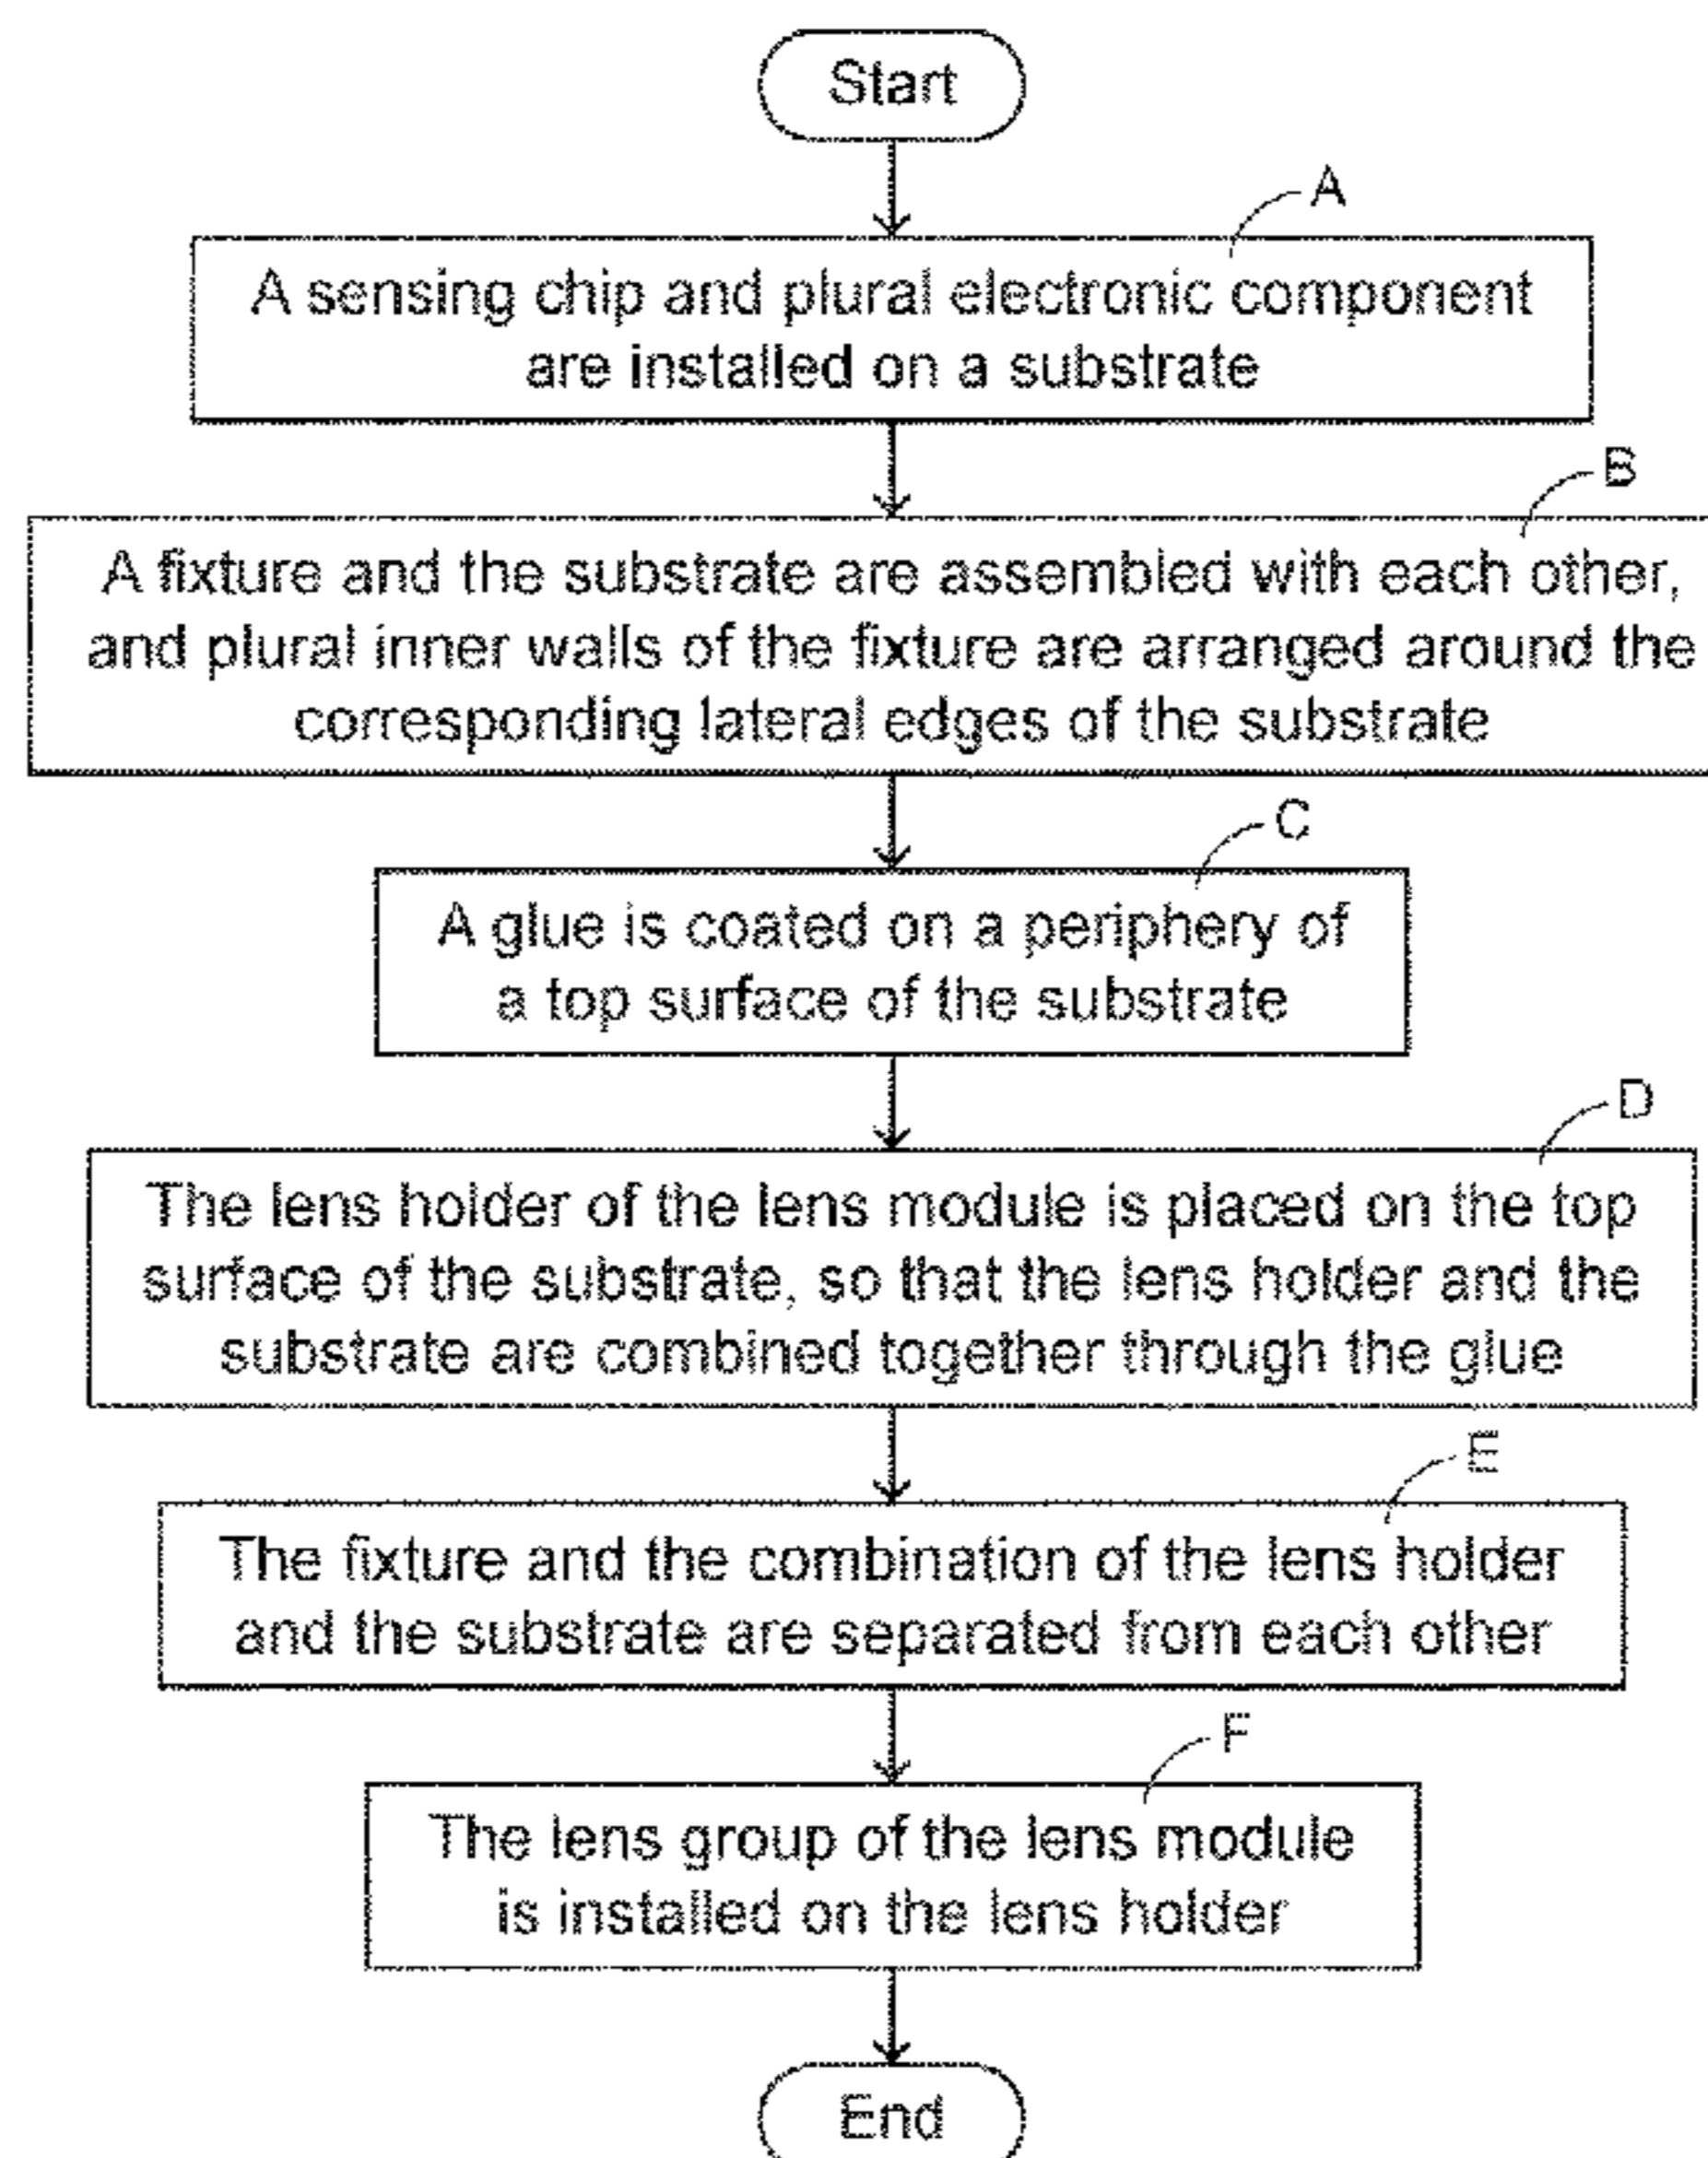 Start
A
A sensing chip and plural electronic component
are installed on a substrate
B
A fixture and the substrate are assembled with each other,
and plural inner walls of the fixture are arranged around the
corresponding lateral edges of the substrate
C
A glue is coated on a periphery of
a top surface of the substrate
D
The lens holder of the lens module is placed on the top
surface of the substrate, so that the lens holder and the
substrate are combined together through the glue
E
The fixture and the combination of the lens holder
and the substrate are separated from each other
F
The lens group of the lens module
is installed on the lens holder
End